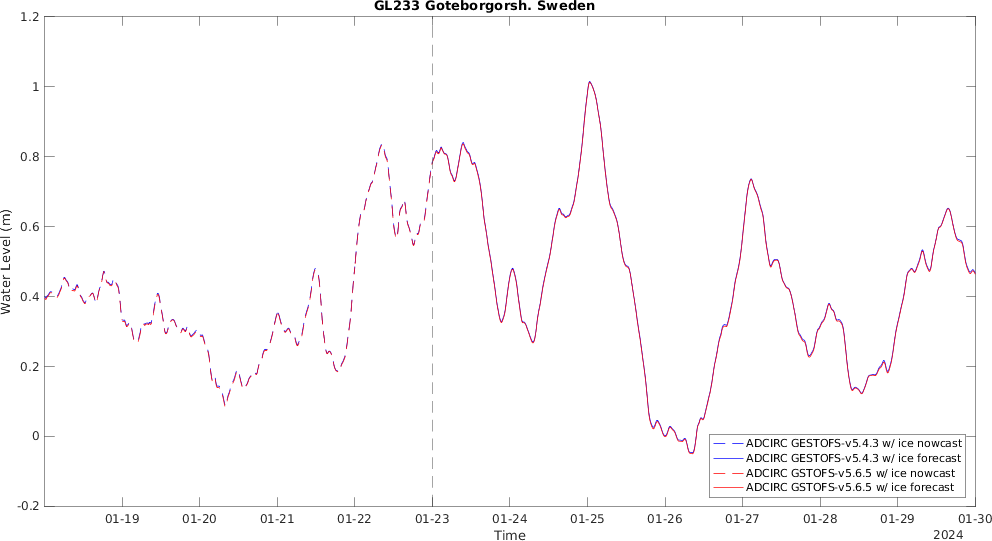 GL233 Goteborgorsh. Sweden
1.2
1
0.8
0.6
0.4
0.2
0
-0.2
Water Level (m)
ADCIRC GESTOFS-v5.4.3 w/ ice nowcast
ADCIRC GESTOFS-v5.4.3 w/ ice forecast
ADCIRC GSTOFS-v5.6.5 w/ ice nowcast
ADCIRC GSTOFS-v5.6.5 w/ ice forecast
01-19 01-20 01-21 01-22 01-23 01-24 01-25 01-26 01-27 01-28 01-29 01-30
Time
2024